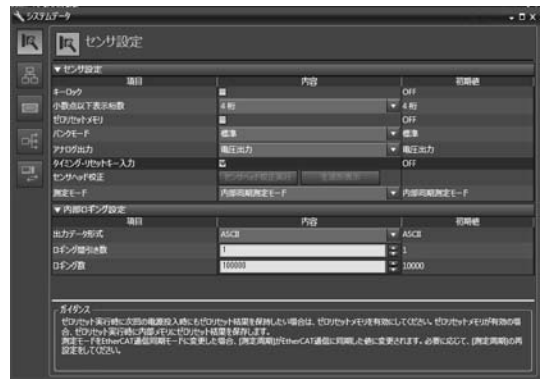 システムデータ
センサ設定
▼ センサ設定
項目 内容 初期値
キーロック OFF
小数点以下表示桁数 4 桁 4 桁
ゼロリセットメモリ OFF
バンクモード 標準 標準
アナログ出力 電圧出力 電圧出力
タイミング・リセットキー入力 OFF
センサヘッド校正
測定モード 内部同期測定モード 内部同期測定モード
▼ 内部ロギング設定
項目 内容 初期値
出力データ形式 ASCII ASCII
ロギング間引き数 1 1
ロギング数 100000 10000
ガイダンス
ゼロリセット実行時に次回の電源投入時にもゼロリセット結果を保持したい場合は、ゼロリセットメモリを有効にしてください。ゼロリセットメモリが有効の場
合、ゼロリセット実行時に内部メモリにゼロリセット結果を保存します。
測定モードをEtherCAT通信同期モードに変更した場合、[測定周期]がEtherCATに同期した値に変更されます。必要に応じて、[測定周期]の再
設定をしてください。